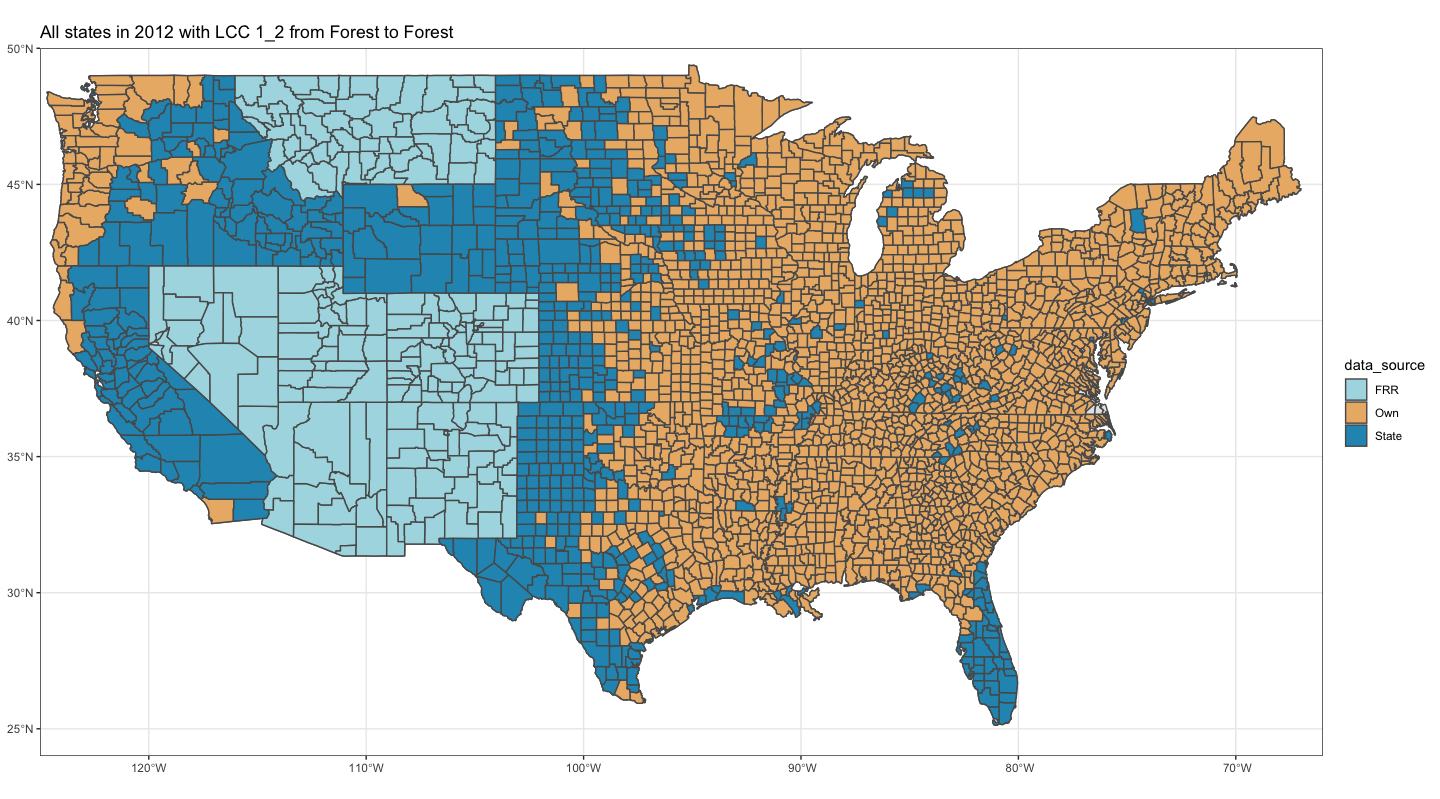 All states in 2012 with LCC 1_2 from Forest to Forest
50°N
45°N
40°N
35°N
30°N
25°N
120°W
110°W
100°W
90°W
80°W
70°W
data_source
FRR
Own
State